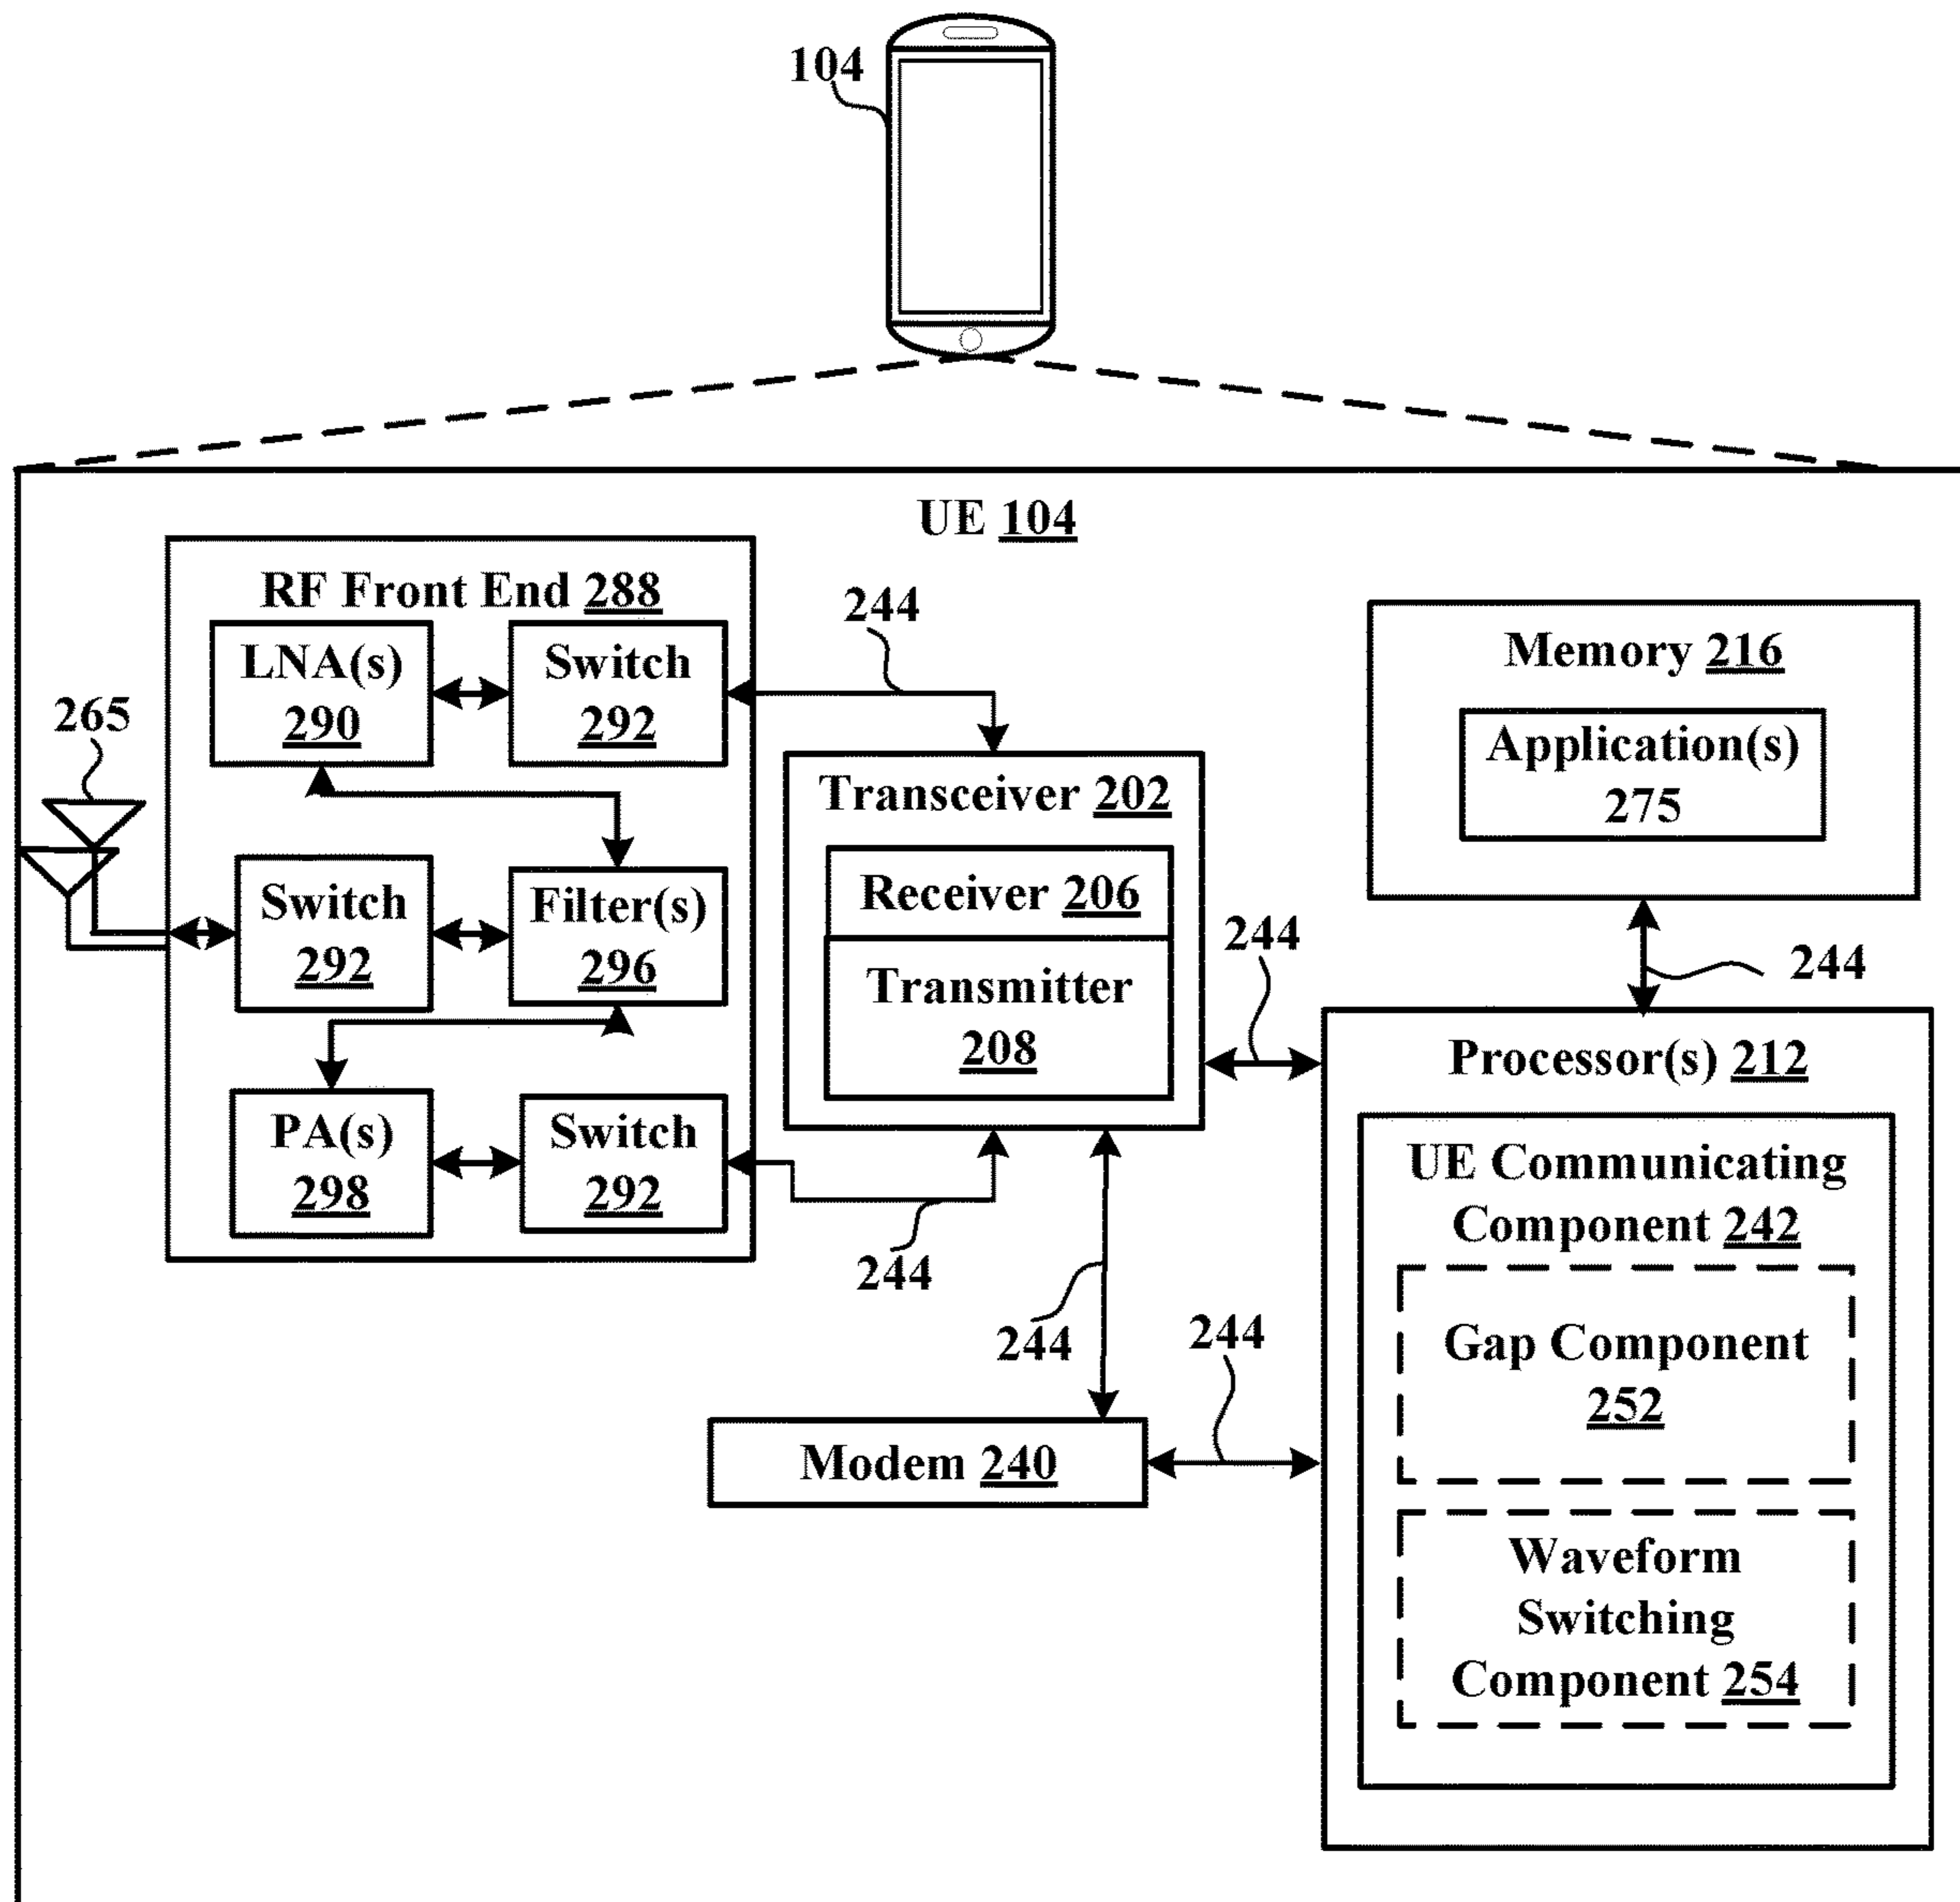 104
UE 104
RF Front End 288
LNA(s)
290
Switch
292
244
265
Switch
292
Filter(s)
296
PA(s)
298
Switch
292
244
Transceiver 202
Receiver 206
Transmitter
208
244
Memory 216
Application(s)
275
244
Processor(s) 212
UE Communicating
Component 242
Gap Component
252
Waveform
Switching
Component 254
244
244
Modem 240